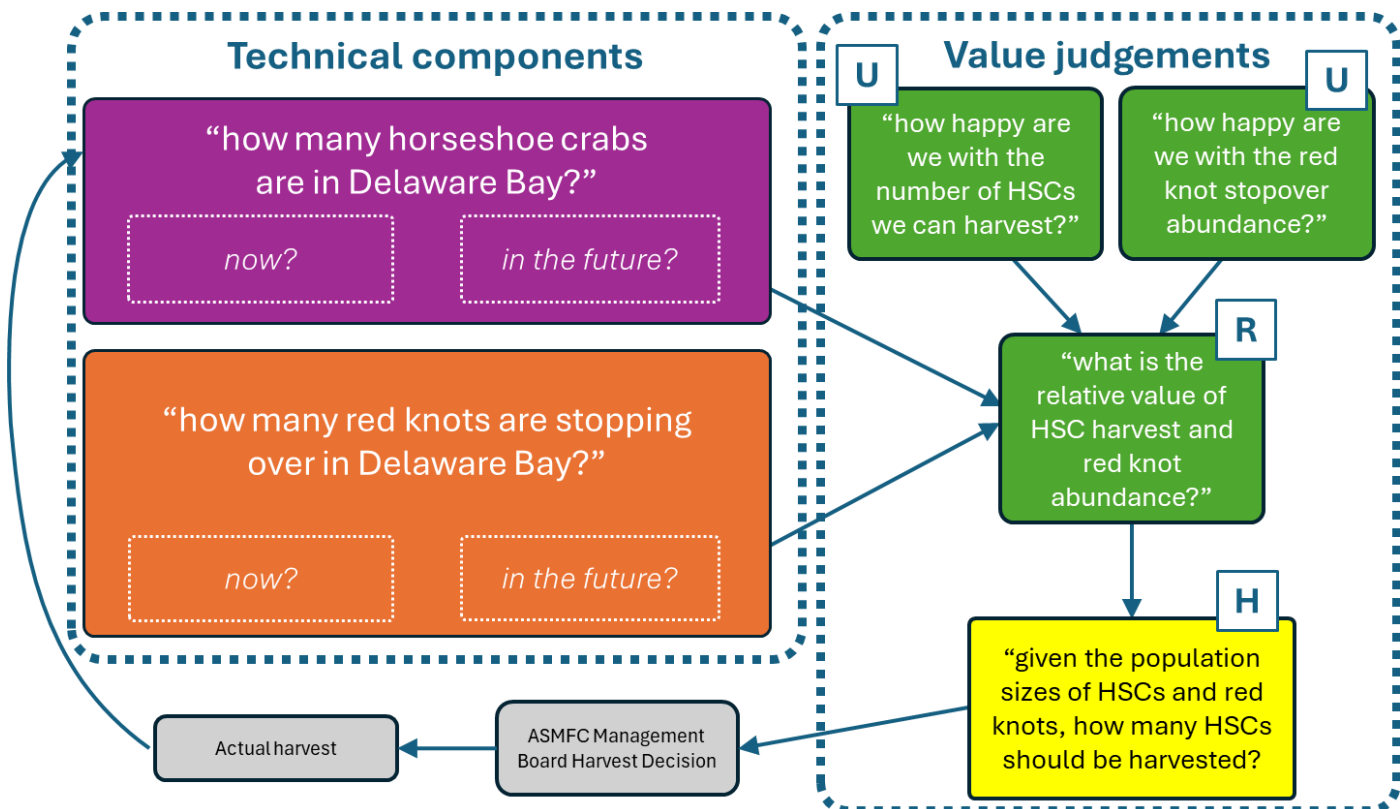 Technical components
“how many horseshoe crabs
are in Delaware Bay?”
now?
in the future?
“how many red knots are stopping
over in Delaware Bay?”
now?
in the future?
Value judgements
U
“how happy are
we with the
number of HSCs
we can harvest?”
U
“how happy are
we with the red
knot stopover
abundance?”
R
“what is the
relative value of
HSC harvest and
red knot
abundance?”
H
“given the population
sizes of HSCs and red
knots, how many HSCs
should be harvested?
ASMFC Management
Board Harvest Decision
Actual harvest